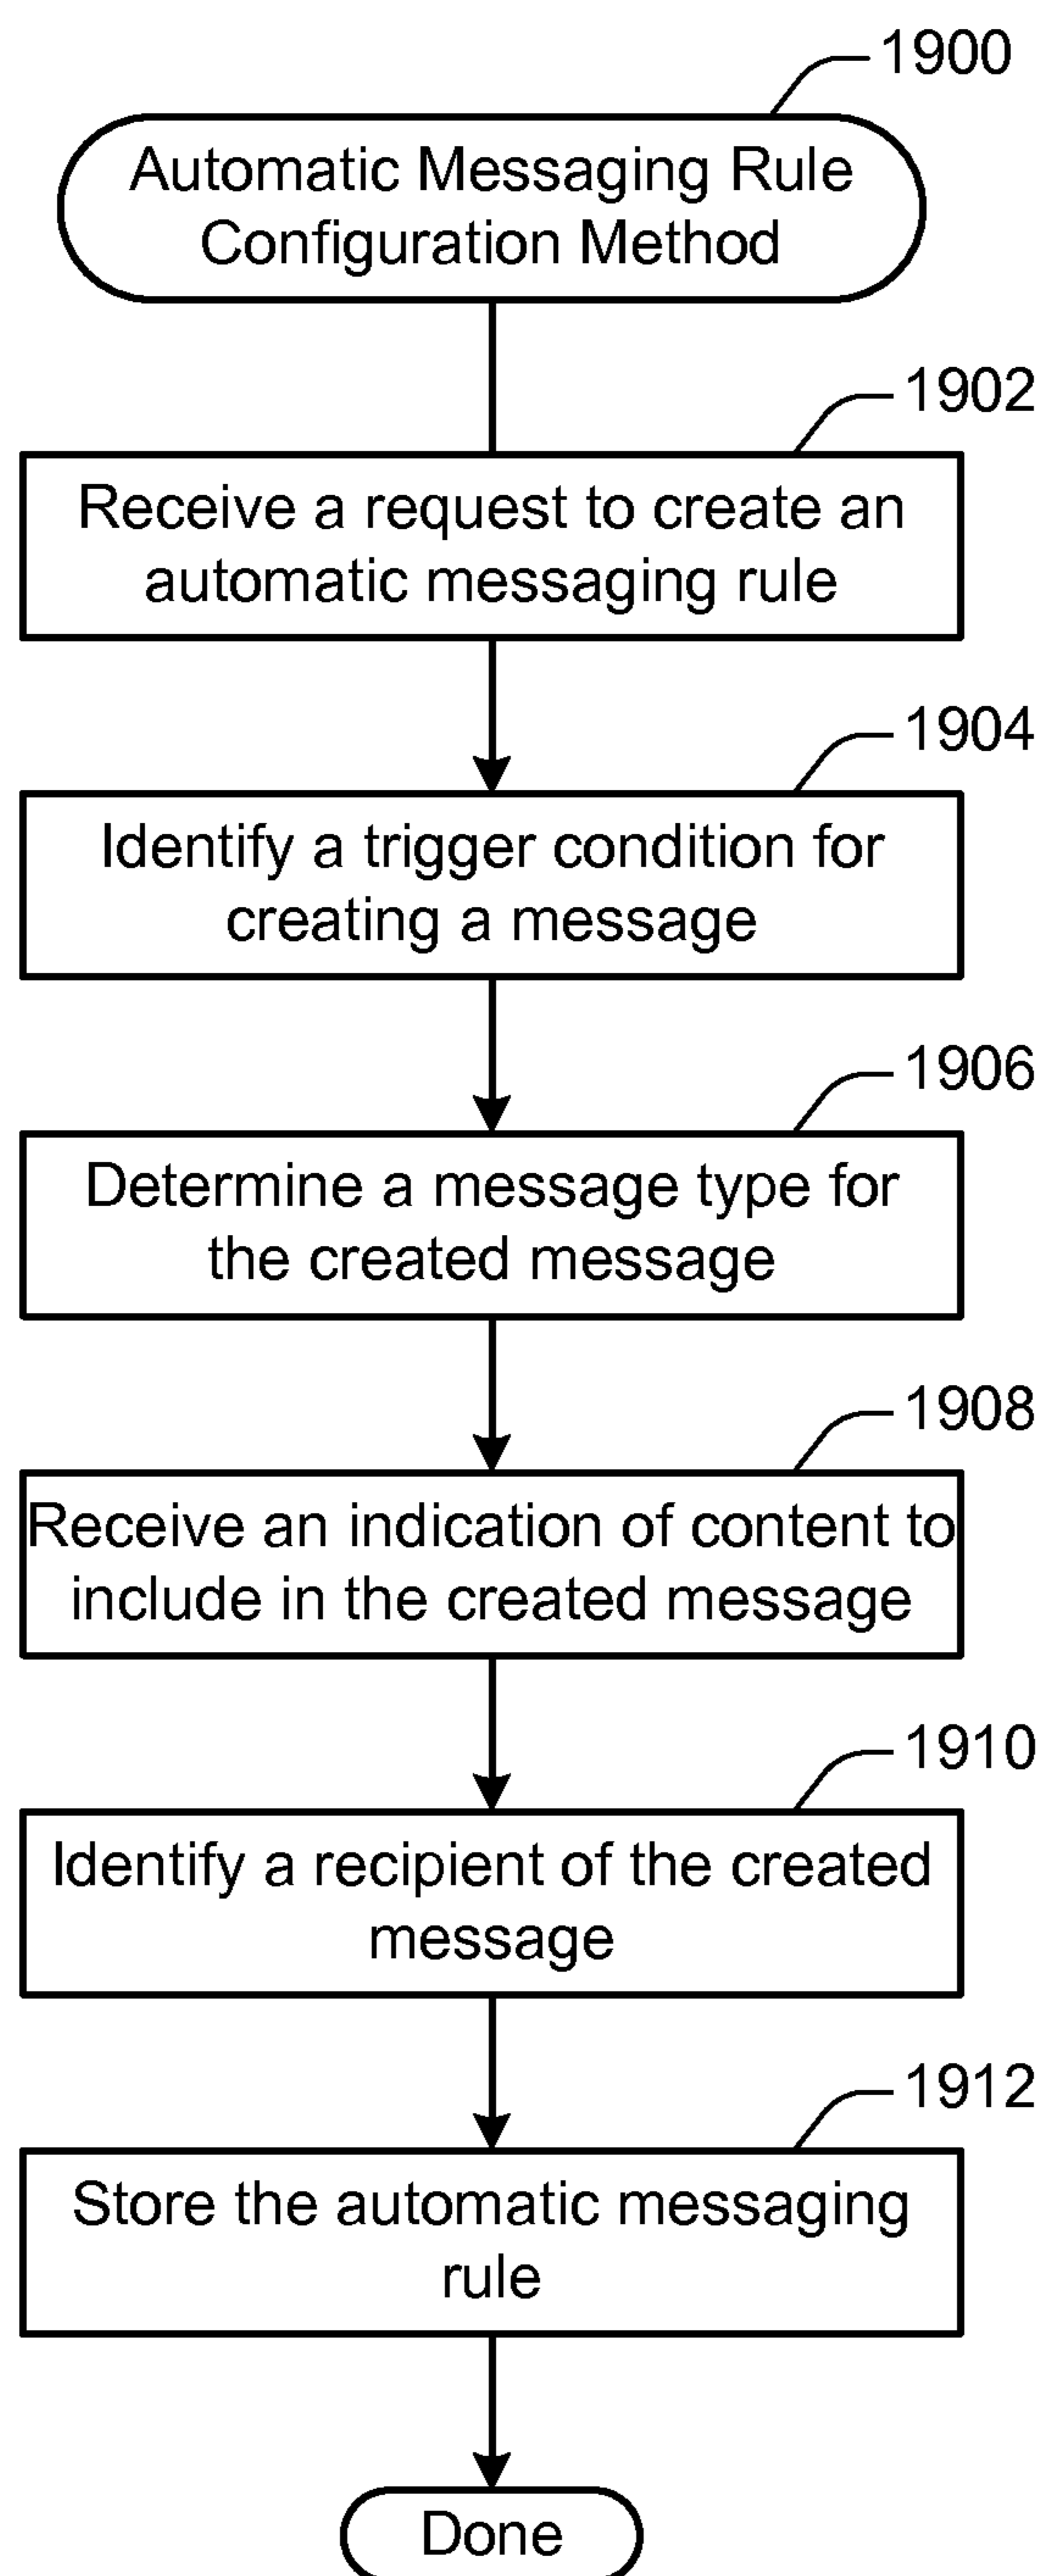 1900
Automatic Messaging Rule
Configuration Method
1902
Receive a request to create an
automatic messaging rule
1904
Identify a trigger condition for
creating a message
1906
Determine a message type for
the created message
1908
Receive an indication of content to
include in the created message
1910
Identify a recipient of the created
message
1912
Store the automatic messaging
rule
Done